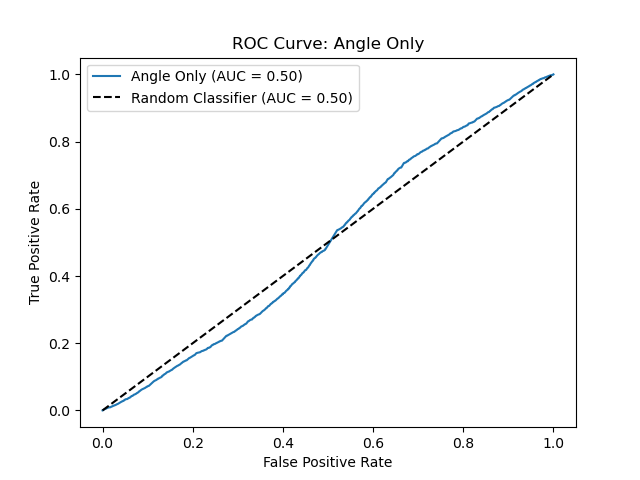 ROC Curve: Angle Only
Angle Only (AUC = 0.50)
Random Classifier (AUC = 0.50)
True Positive Rate
1.0
0.8
0.6
0.4
0.2
0.0
0.0 0.2 0.4 0.6 0.8 1.0
False Positive Rate